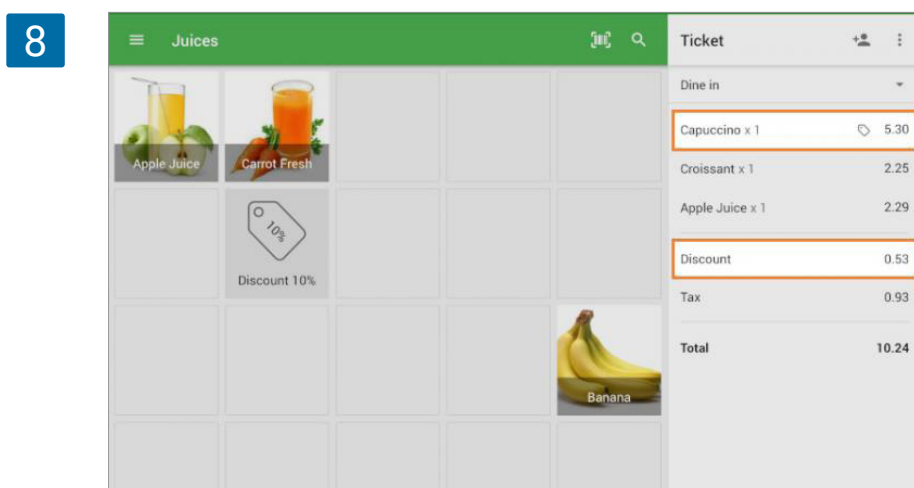 8
Juices
Ticket
Dine in
Capuccino x 1 5.30
Croissant x 1 2.25
Apple Juice x 1 2.29
Discount 0.53
Tax 0.93
Total 10.24
Apple Juice
Carrot Fresh
10%
Discount 10%
Banana